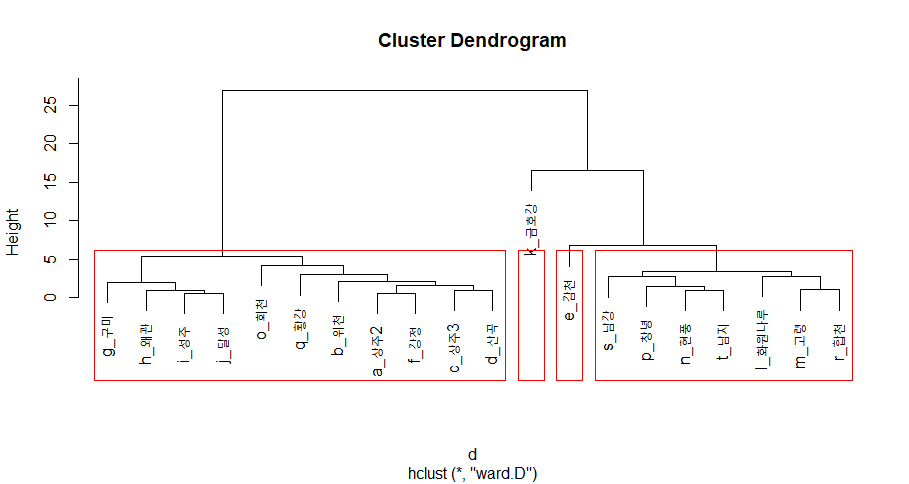 Cluster Dendrogram
Height
0 5 10 15 20 25
g_구미
h_왜관
i_성주
j_달성
o_회천
q_황강
b_위천
a_상주2
f_강정
c_상주3
d_산곡
k_금호강
e_감천
s_남강
p_창녕
n_현풍
t_남지
l_화원나루
m_고령
r_합천
d
hclust (*, "ward.D")